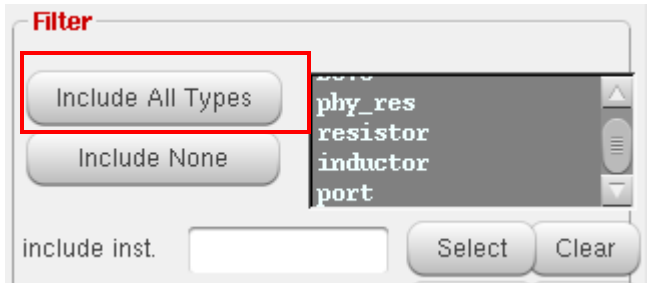 Filter
Include All Types
phy_res
resistor
Include None
inductor
port
include inst.
Select
Clear